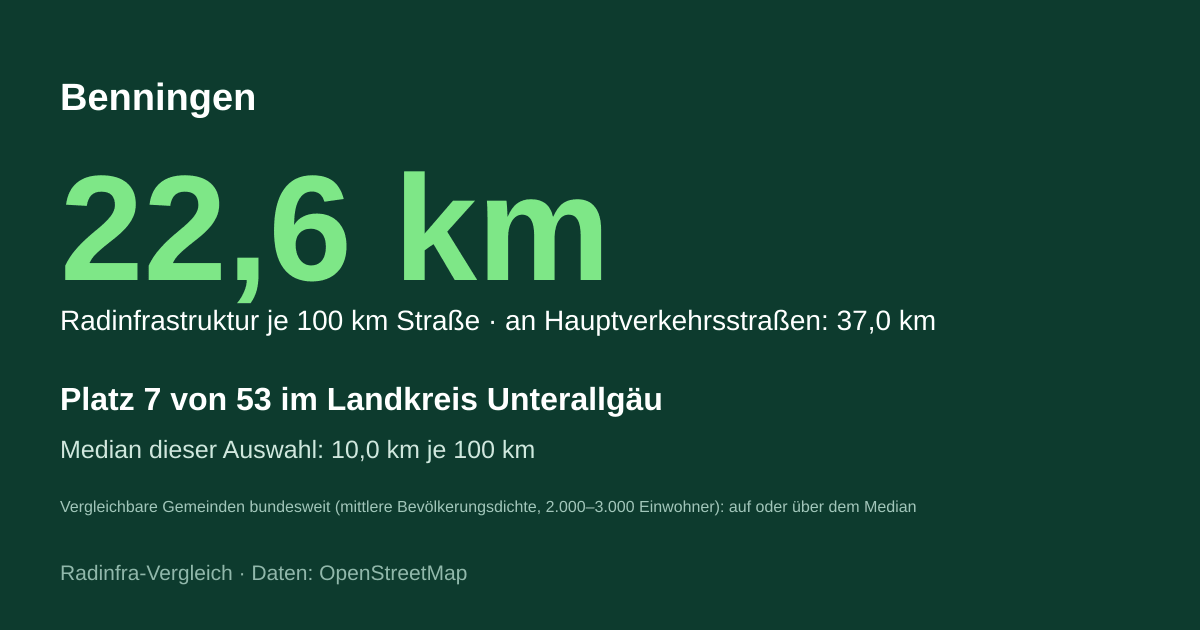 Benningen
22,6 km
Radinfrastruktur je 100 km Straße · an Hauptverkehrsstraßen: 37,0 km
Platz 7 von 53 im Landkreis Unterallgäu
Median dieser Auswahl: 10,0 km je 100 km
Vergleichbare Gemeinden bundesweit (mittlere Bevölkerungsdichte, 2.000–3.000 Einwohner): auf oder über dem Median
Radinfra-Vergleich · Daten: OpenStreetMap